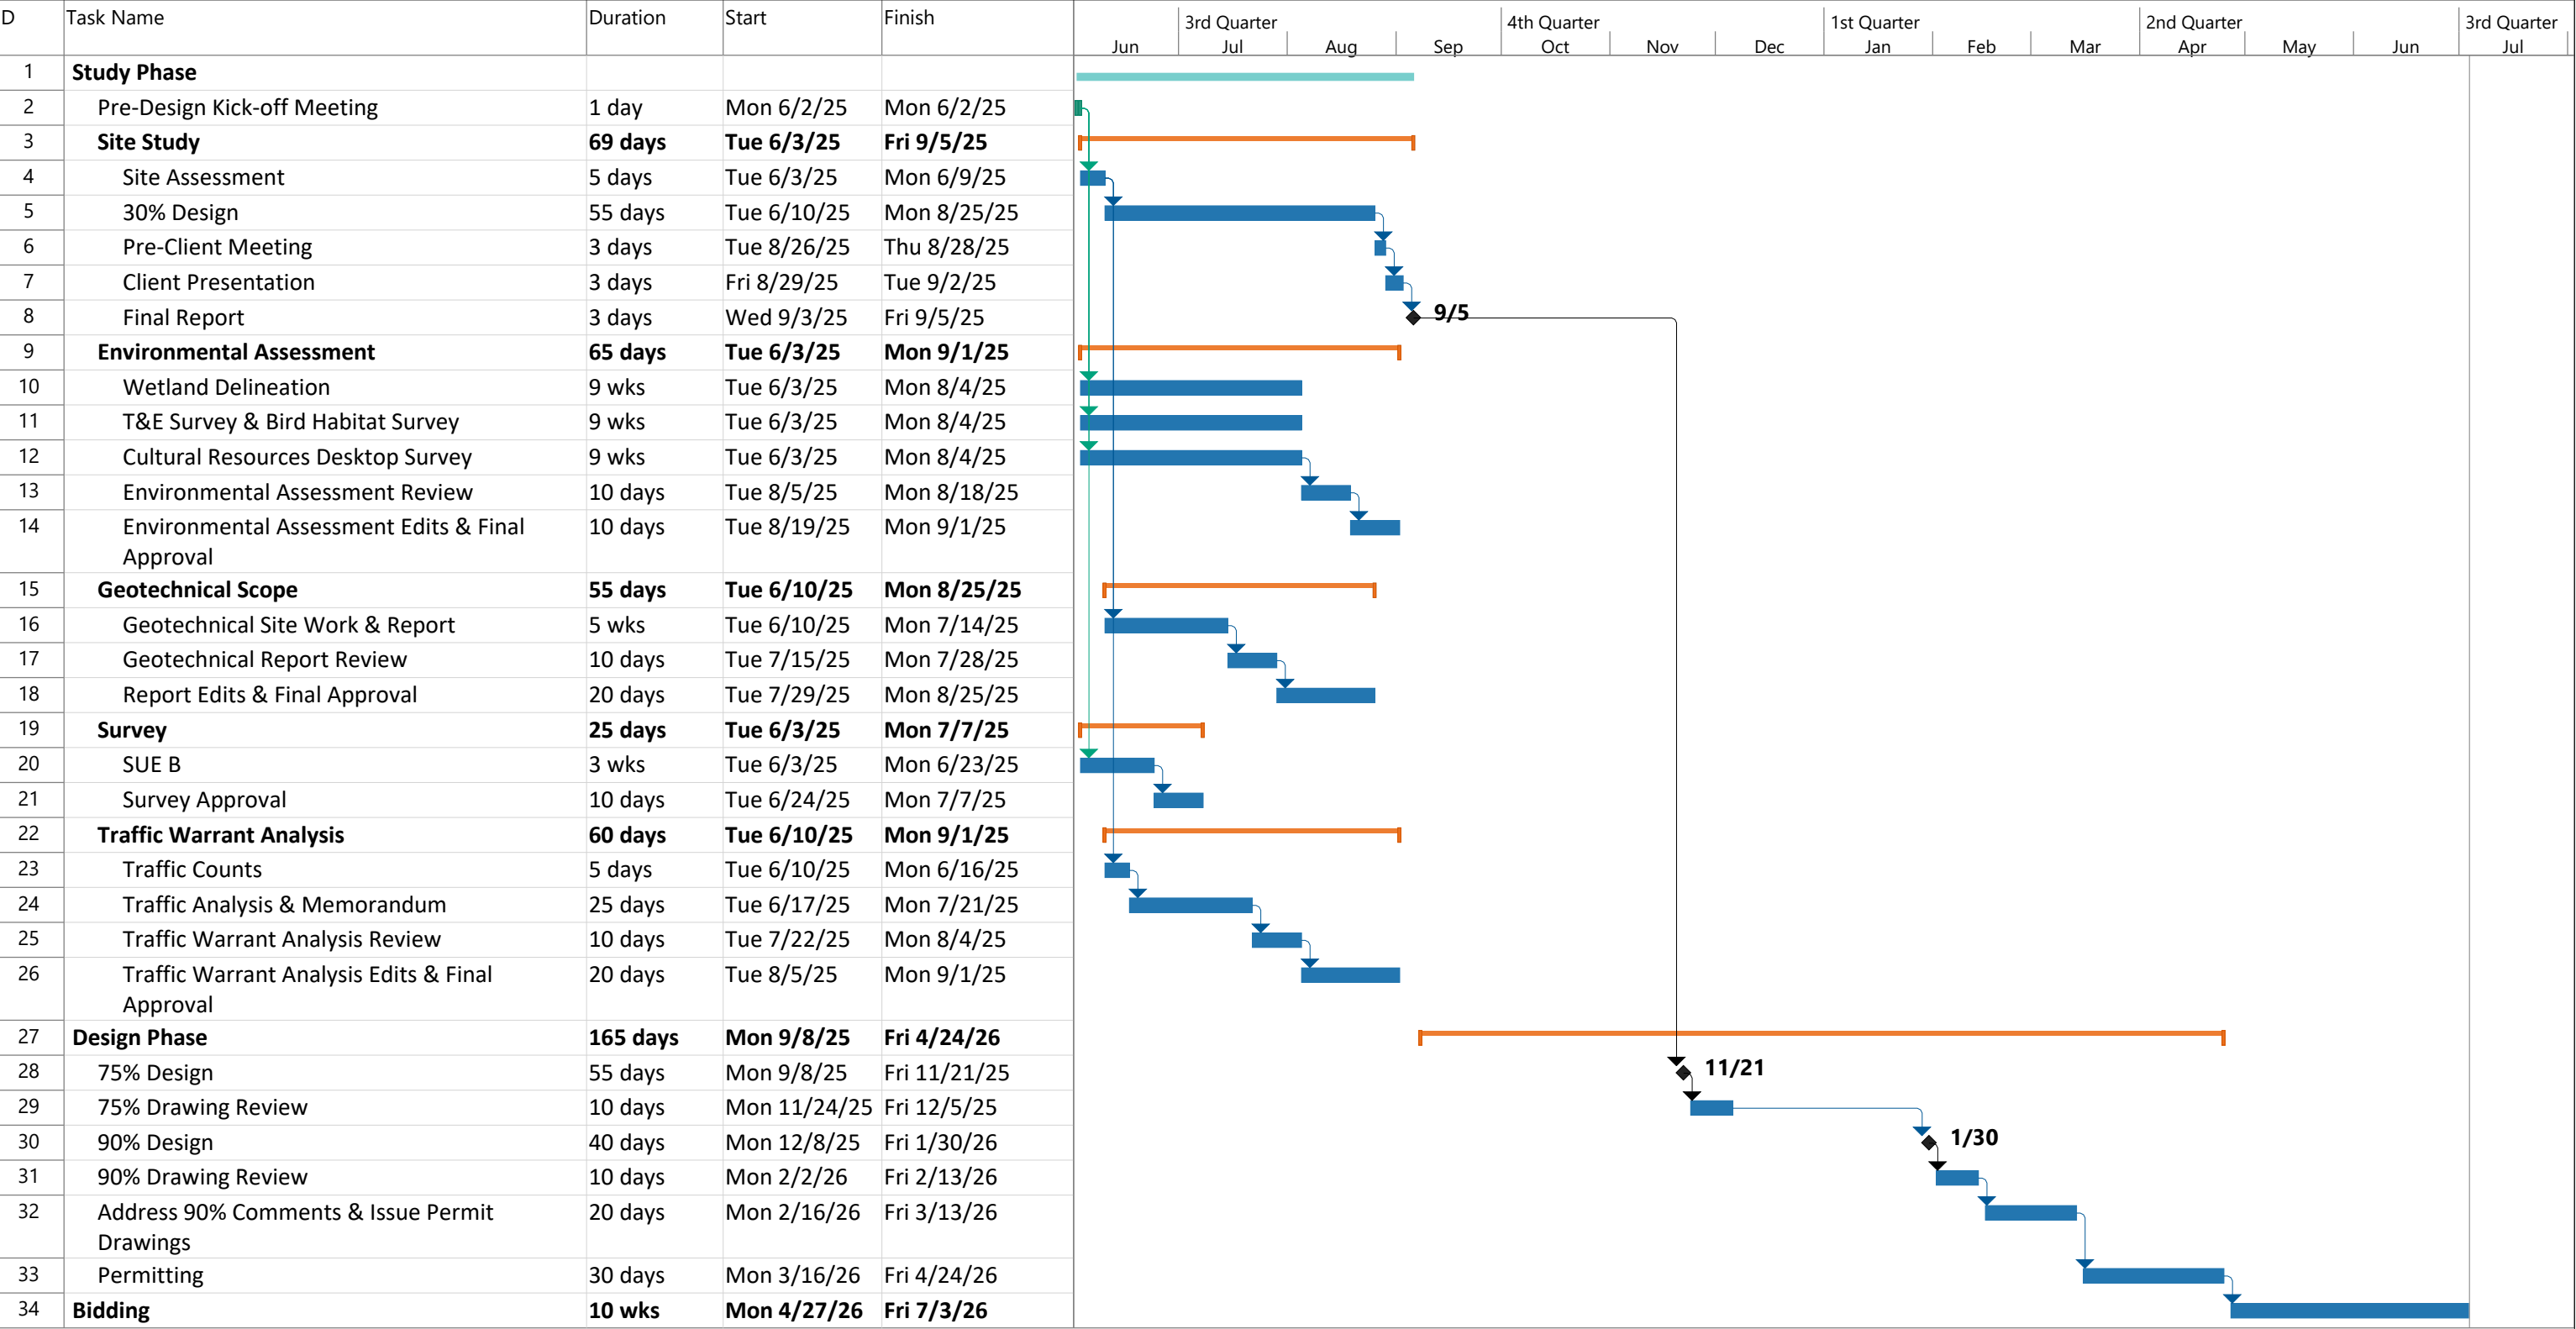 D Task Name Duration Start Finish 3rd Quarter 4th Quarter 1st Quarter 2nd Quarter 3rd Quarter
Jun Jul Aug Sep Oct Nov Dec Jan Feb Mar Apr May Jun Jul
1 Study Phase
2 Pre-Design Kick-off Meeting 1 day Mon 6/2/25 Mon 6/2/25
3 Site Study 69 days Tue 6/3/25 Fri 9/5/25
4 Site Assessment 5 days Tue 6/3/25 Mon 6/9/25
5 30% Design 55 days Tue 6/10/25 Mon 8/25/25
6 Pre-Client Meeting 3 days Tue 8/26/25 Thu 8/28/25
7 Client Presentation 3 days Fri 8/29/25 Tue 9/2/25
8 Final Report 3 days Wed 9/3/25 Fri 9/5/25 9/5
9 Environmental Assessment 65 days Tue 6/3/25 Mon 9/1/25
10 Wetland Delineation 9 wks Tue 6/3/25 Mon 8/4/25
11 T&E Survey & Bird Habitat Survey 9 wks Tue 6/3/25 Mon 8/4/25
12 Cultural Resources Desktop Survey 9 wks Tue 6/3/25 Mon 8/4/25
13 Environmental Assessment Review 10 days Tue 8/5/25 Mon 8/18/25
14 Environmental Assessment Edits & Final 10 days Tue 8/19/25 Mon 9/1/25
Approval
15 Geotechnical Scope 55 days Tue 6/10/25 Mon 8/25/25
16 Geotechnical Site Work & Report 5 wks Tue 6/10/25 Mon 7/14/25
17 Geotechnical Report Review 10 days Tue 7/15/25 Mon 7/28/25
18 Report Edits & Final Approval 20 days Tue 7/29/25 Mon 8/25/25
19 Survey 25 days Tue 6/3/25 Mon 7/7/25
20 SUE B 3 wks Tue 6/3/25 Mon 6/23/25
21 Survey Approval 10 days Tue 6/24/25 Mon 7/7/25
22 Traffic Warrant Analysis 60 days Tue 6/10/25 Mon 9/1/25
23 Traffic Counts 5 days Tue 6/10/25 Mon 6/16/25
24 Traffic Analysis & Memorandum 25 days Tue 6/17/25 Mon 7/21/25
25 Traffic Warrant Analysis Review 10 days Tue 7/22/25 Mon 8/4/25
26 Traffic Warrant Analysis Edits & Final 20 days Tue 8/5/25 Mon 9/1/25
Approval
27 Design Phase 165 days Mon 9/8/25 Fri 4/24/26
28 75% Design 55 days Mon 9/8/25 Fri 11/21/25 11/21
29 75% Drawing Review 10 days Mon 11/24/25 Fri 12/5/25
30 90% Design 40 days Mon 12/8/25 Fri 1/30/26 1/30
31 90% Drawing Review 10 days Mon 2/2/26 Fri 2/13/26
32 Address 90% Comments & Issue Permit 20 days Mon 2/16/26 Fri 3/13/26
Drawings
33 Permitting 30 days Mon 3/16/26 Fri 4/24/26
34 Bidding 10 wks Mon 4/27/26 Fri 7/3/26